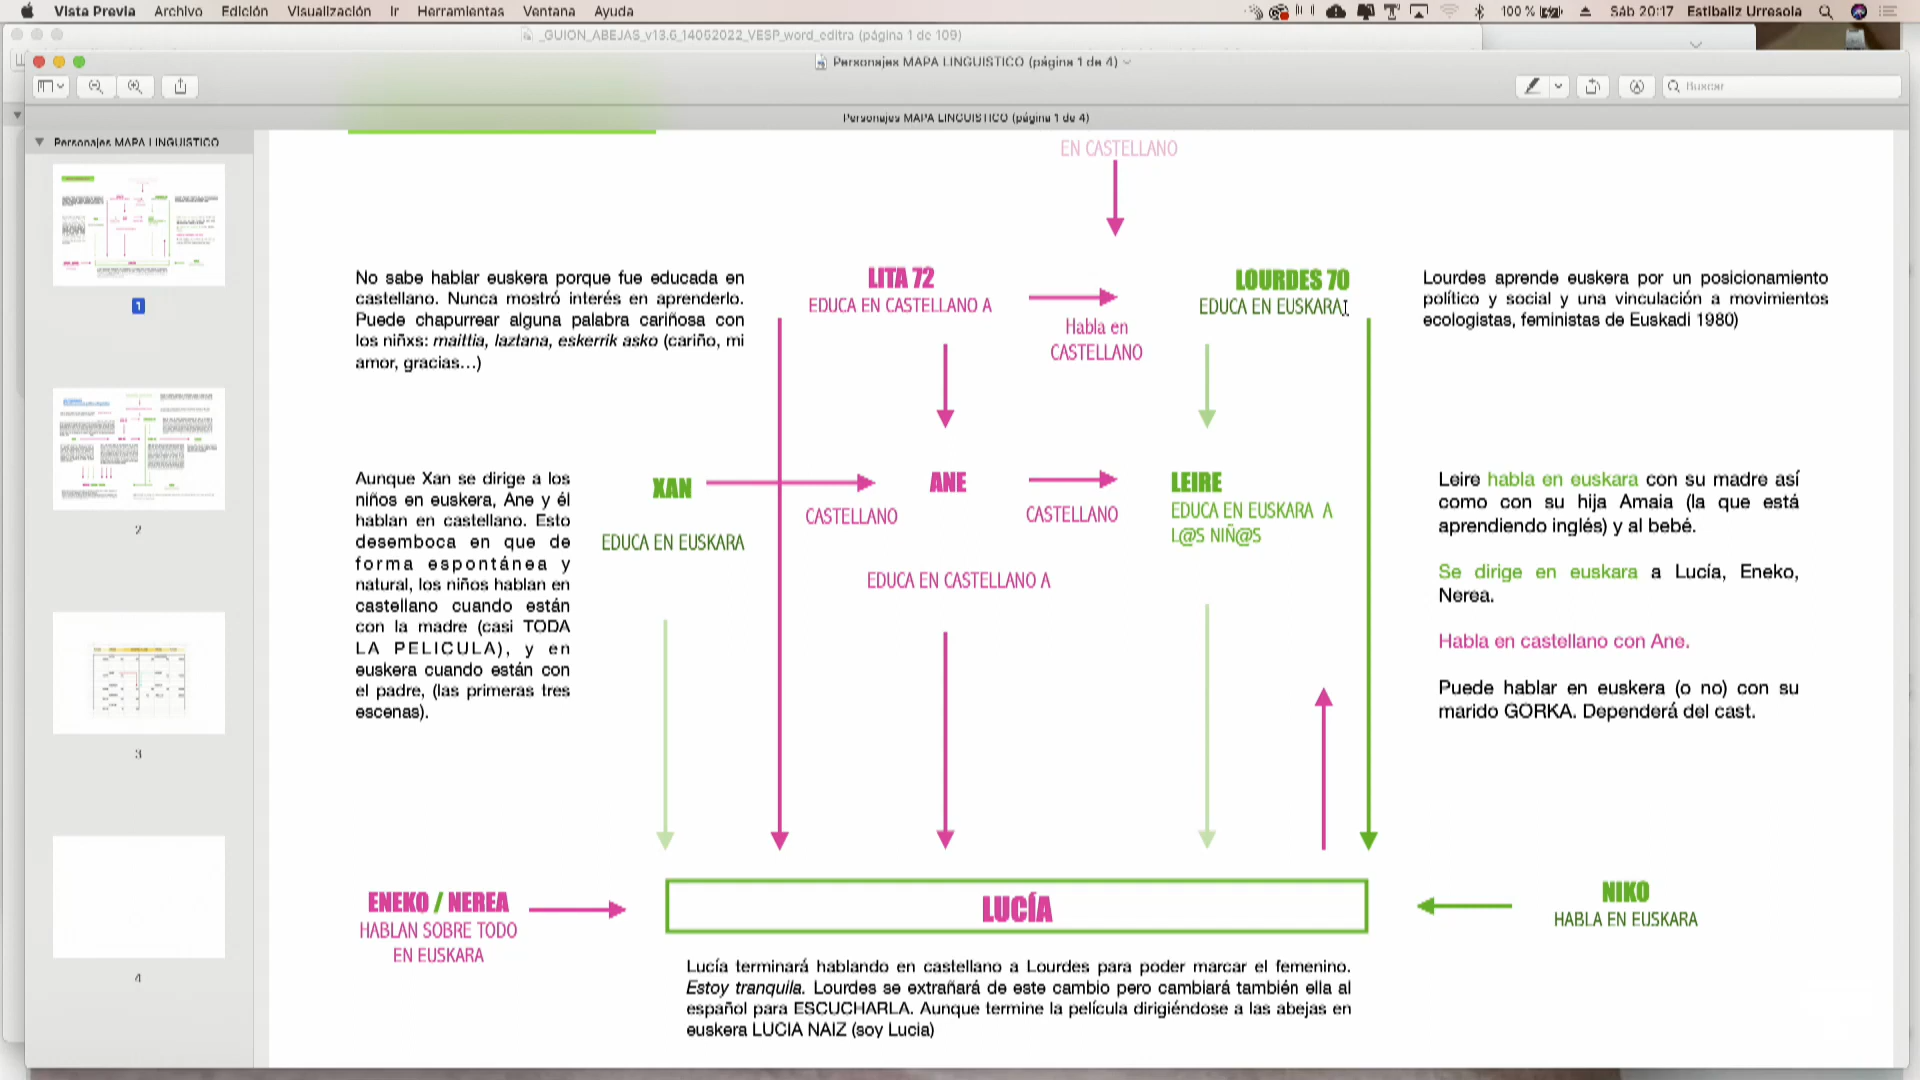 Vista Previa Archivo Edición Visualización Ir Herramientas Ventana Ayuda 100 % Sáb 20:17 Estibaliz Urresola
_GUION_ABEJAS_v13.6_14052022_VESP_word_editra (página 1 de 109)
Personajes MAPA LINGUISTICO (página 1 de 4)
Buscar
Personajes MAPA LINGUISTICO (página 1 de 4)
Personajes MAPA LINGUISTICO
1
2
3
4
EN CASTELLANO
No sabe hablar euskera porque fue educada en
castellano. Nunca mostró interés en aprenderlo.
Puede chapurrear alguna palabra cariñosa con
los niñxs: maittia, laztana, eskerrik asko (cariño, mi
amor, gracias...)
LITA 72
EDUCA EN CASTELLANO A
Habla en
CASTELLANO
LOURDES 70
EDUCA EN EUSKARA
Lourdes aprende euskera por un posicionamiento
político y social y una vinculación a movimientos
ecologistas, feministas de Euskadi 1980)
Aunque Xan se dirige a los
niños en euskera, Ane y él
hablan en castellano. Esto
desemboca en que de
forma espontánea y
natural, los niños hablan en
castellano cuando están
con la madre (casi TODA
LA PELICULA), y en
euskera cuando están con
el padre, (las primeras tres
escenas).
XAN
EDUCA EN EUSKARA
CASTELLANO
ANE
EDUCA EN CASTELLANO A
CASTELLANO
LEIRE
EDUCA EN EUSKARA A
L@S NIÑ@S
Leire habla en euskara con su madre así
como con su hija Amaia (la que está
aprendiendo inglés) y al bebé.
Se dirige en euskara a Lucía, Eneko,
Nerea.
Habla en castellano con Ane.
Puede hablar en euskera (o no) con su
marido GORKA. Dependerá del cast.
ENEKO / NEREA
HABLAN SOBRE TODO
EN EUSKARA
LUCÍA
NIKO
HABLA EN EUSKARA
Lucía terminará hablando en castellano a Lourdes para poder marcar el femenino.
Estoy tranquila. Lourdes se extrañará de este cambio pero cambiará también ella al
español para ESCUCHARLA. Aunque termine la película dirigiéndose a las abejas en
euskera LUCIA NAIZ (soy Lucia)